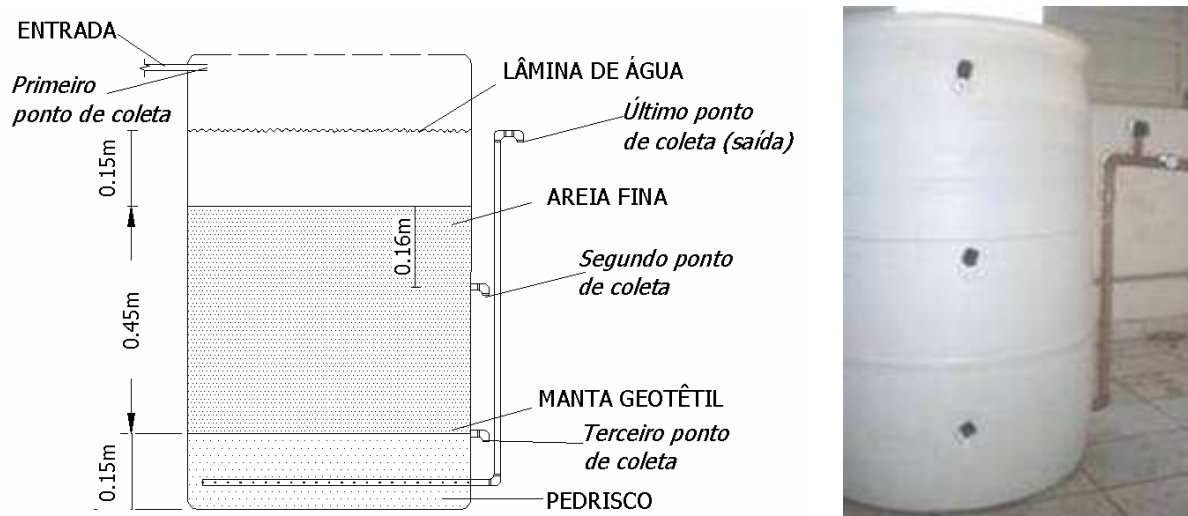 ENTRADA
Primeiro
ponto de coleta
LÂMINA DE ÁGUA
Último ponto
de coleta (saída)
0.15m
AREIA FINA
0.16m
Segundo ponto
de coleta
0.45m
MANTA GEOTÊTIL
Terceiro ponto
de coleta
0.15m
PEDRISCO